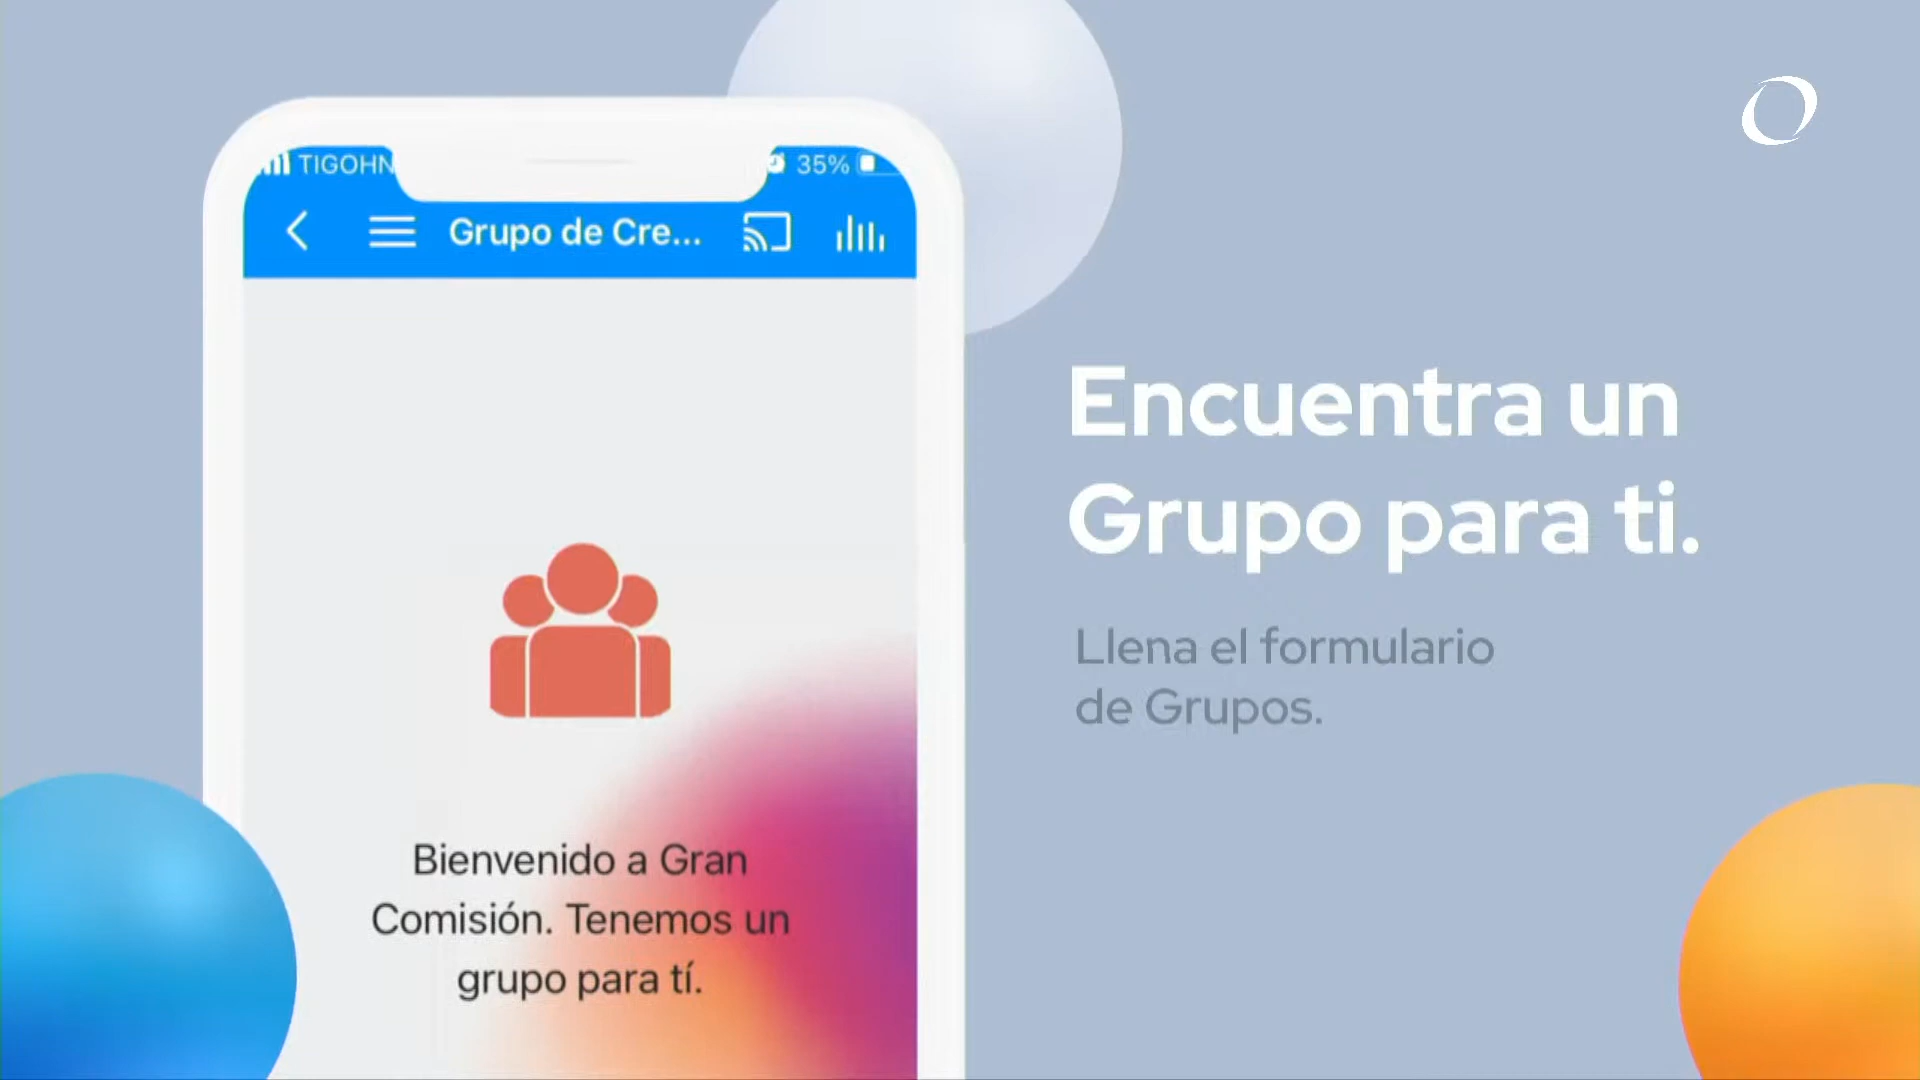 TIGOHN
35%
Grupo de Cre...
Bienvenido a Gran
Comisión. Tenemos un
grupo para tí.
Encuentra un
Grupo para ti.
Llena el formulario
de Grupos.